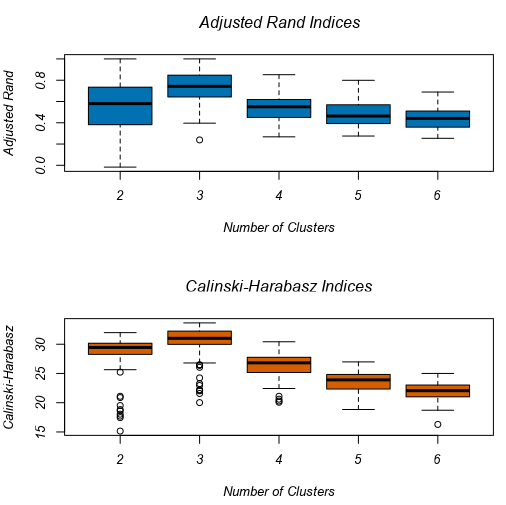 Adjusted Rand Indices
Adjusted Rand
0.8
0.4
0.0
2 3 4 5 6
Number of Clusters
Calinski-Harabasz Indices
Calinski-Harabasz
30
25
20
15
2 3 4 5 6
Number of Clusters